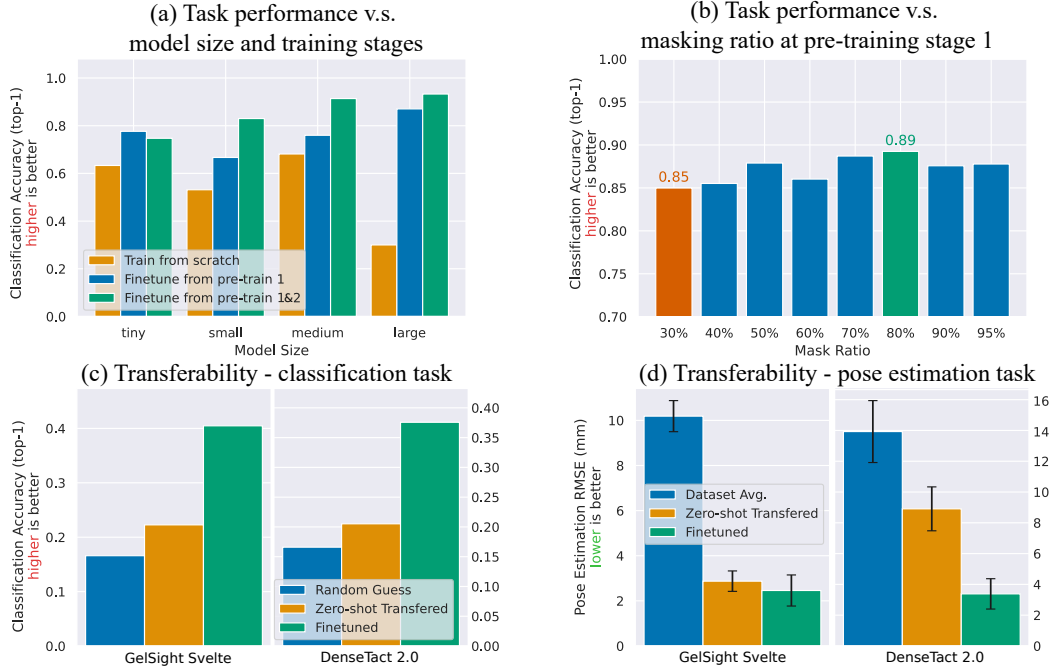 (a) Task performance v.s.
model size and training stages
Classification Accuracy (top-1)
higher is better
1.0
0.8
0.6
0.4
0.2
0.0
Train from scratch
Finetune from pre-train 1
Finetune from pre-train 1&2
tiny small medium large
Model Size
(b) Task performance v.s.
masking ratio at pre-training stage 1
Classification Accuracy (top-1)
higher is better
1.00
0.95
0.90
0.85
0.80
0.75
0.70
0.85
0.89
30% 40% 50% 60% 70% 80% 90% 95%
Mask Ratio
(c) Transferability - classification task
Classification Accuracy (top-1)
higher is better
0.4
0.3
0.2
0.1
0.0
0.40
0.35
0.30
0.25
0.20
0.15
0.10
0.05
0.00
Random Guess
Zero-shot Transfered
Finetuned
GelSight Svelte DenseTact 2.0
(d) Transferability - pose estimation task
Pose Estimation RMSE (mm)
lower is better
10
8
6
4
2
0
16
14
12
10
8
6
4
2
0
Dataset Avg.
Zero-shot Transfered
Finetuned
GelSight Svelte DenseTact 2.0